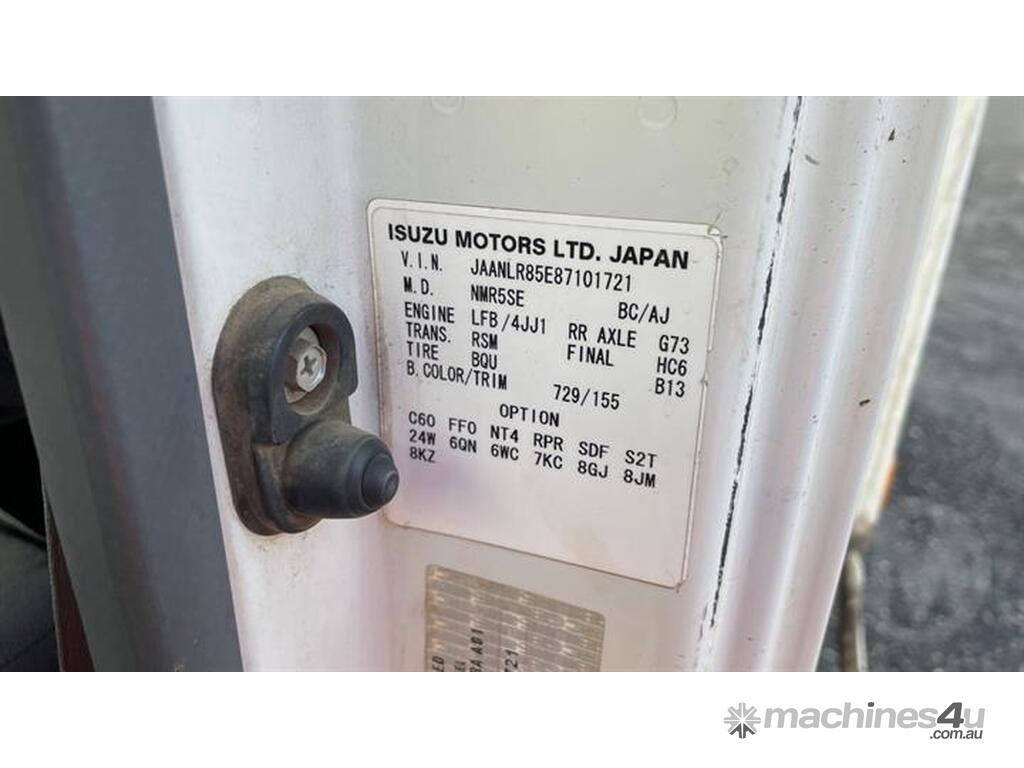 ISUZU MOTORS LTD. JAPAN
V.I.N. JAANLR85E87101721
M.D. NMR5SE BC/AJ
ENGINE LFB/4JJ1 RR AXLE G73
TRANS. RSM FINAL HC6
TIRE BQU B13
B.COLOR/TRIM 729/155
OPTION
C60 FF0 NT4 RPR SDF S2T
24W 6QN 6WC 7KC 8GJ 8JM
8KZ
machines4u
.com.au